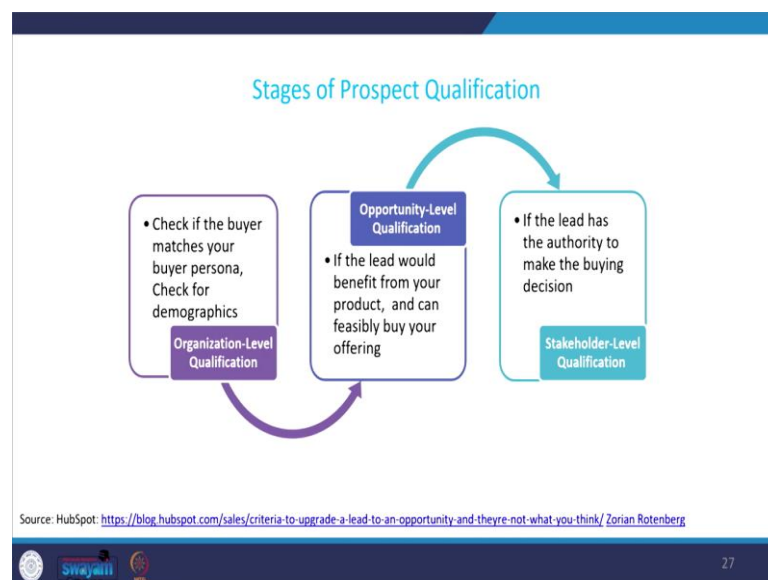 Stages of Prospect Qualification
• Check if the buyer
matches your
buyer persona,
Check for
demographics
Organization-Level
Qualification
Opportunity-Level
Qualification
• If the lead would
benefit from your
product, and can
feasibly buy your
offering
• If the lead has
the authority to
make the buying
decision
Stakeholder-Level
Qualification
Source: HubSpot: https://blog.hubspot.com/sales/criteria-to-upgrade-a-lead-to-an-opportunity-and-theyre-not-what-you-think/ Zorian Rotenberg
swayam
27